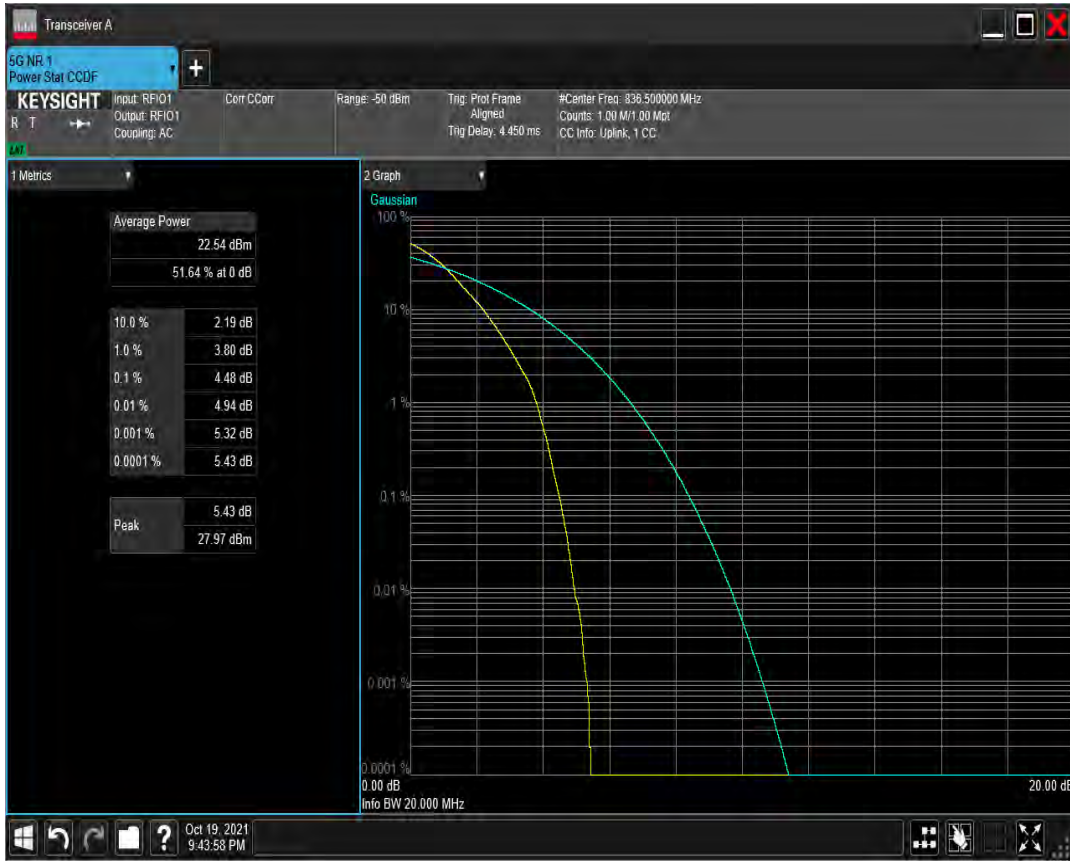 Transceiver A
5G NR 1
Power Stat CCDF
+
KEYSIGHT
R T
LXI
Input: RFIO1
Output: RFIO1
Coupling: AC
Corr CCorr
Range: -50 dBm
Trig: Prot Frame
Aligned
Trig Delay: 4.450 ms
#Center Freq: 836.500000 MHz
Counts: 1.00 M/1.00 Mpt
CC Info: Uplink, 1 CC
1 Metrics
Average Power
22.54 dBm
51.64 % at 0 dB
10.0 % 2.19 dB
1.0 % 3.80 dB
0.1 % 4.48 dB
0.01 % 4.94 dB
0.001 % 5.32 dB
0.0001 % 5.43 dB
Peak
5.43 dB
27.97 dBm
2 Graph
Gaussian
100 %
10 %
1 %
0.1 %
0.01 %
0.001 %
0.0001 %
0.00 dB 20.00 dB
Info BW 20.000 MHz
?
Oct 19, 2021
9:43:58 PM